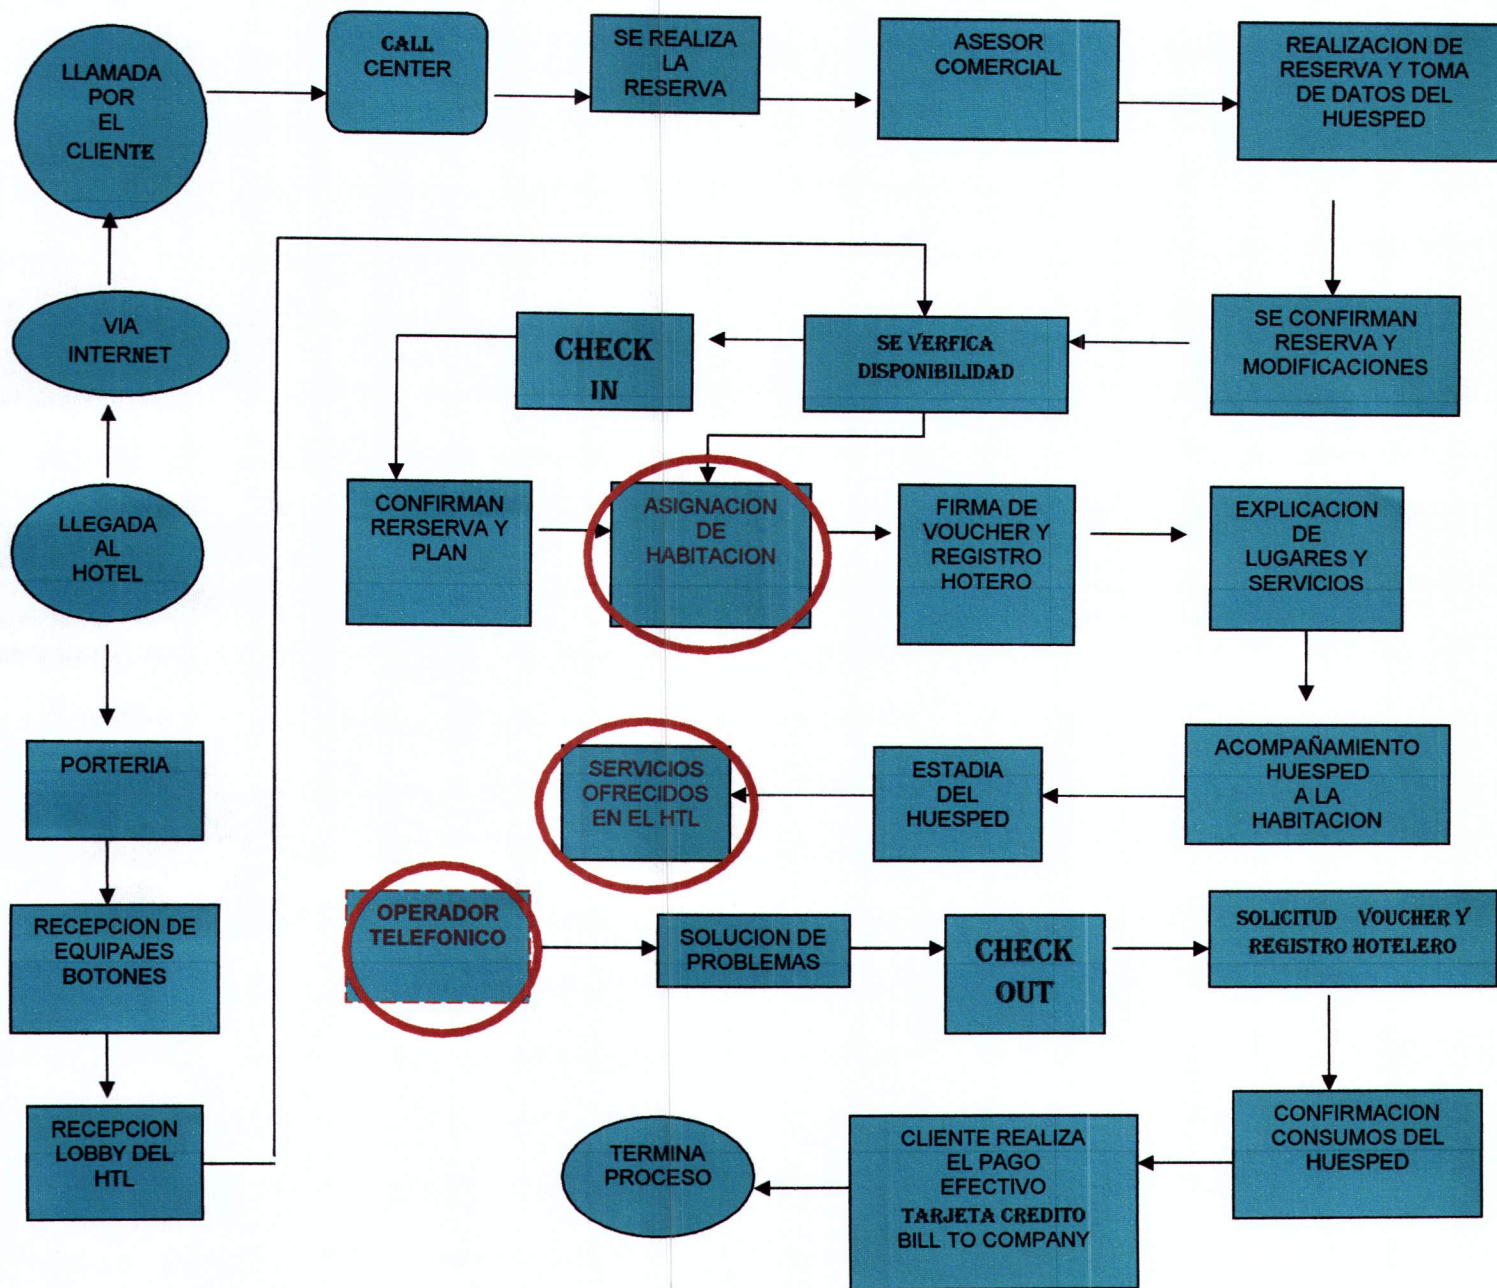 LLAMADA
POR
EL
CLIENTE
CALL
CENTER
SE REALIZA
LA
RESERVA
ASESOR
COMERCIAL
REALIZACION DE
RESERVA Y TOMA
DE DATOS DEL
HUESPED
VIA
INTERNET
CHECK
IN
SE VERFICA
DISPONIBILIDAD
SE CONFIRMAN
RESERVA Y
MODIFICACIONES
LLEGADA
AL
HOTEL
CONFIRMAN
RERSERVA Y
PLAN
ASIGNACION
DE
HABITACION
FIRMA DE
VOUCHER Y
REGISTRO
HOTERO
EXPLICACION
DE
LUGARES Y
SERVICIOS
PORTERIA
SERVICIOS
OFRECIDOS
EN EL HTL
ESTADIA
DEL
HUESPED
ACOMPAÑAMIENTO
HUESPED
A LA
HABITACION
RECEPCION DE
EQUIPAJES
BOTONES
OPERADOR
TELEFONICO
SOLUCION DE
PROBLEMAS
CHECK
OUT
SOLICITUD VOUCHER Y
REGISTRO HOTELERO
RECEPCION
LOBBY DEL
HTL
TERMINA
PROCESO
CLIENTE REALIZA
EL PAGO
EFECTIVO
TARJETA CREDITO
BILL TO COMPANY
CONFIRMACION
CONSUMOS DEL
HUESPED